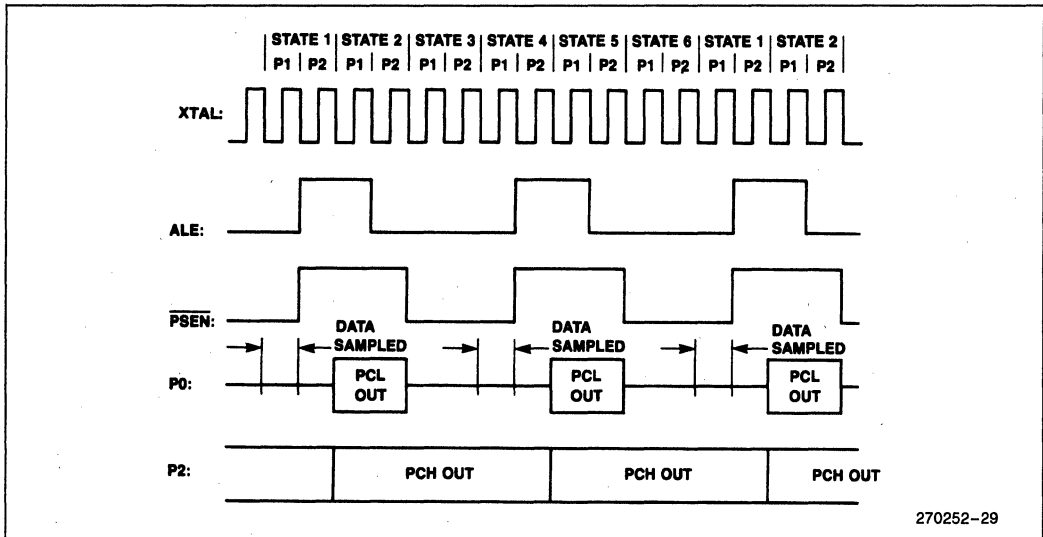 STATE 1 | STATE 2 | STATE 3 | STATE 4 | STATE 5 | STATE 6 | STATE 1 | STATE 2
P1 | P2 | P1 | P2 | P1 | P2 | P1 | P2 | P1 | P2 | P1 | P2 | P1 | P2 | P1 | P2
XTAL:
ALE:
PSEN:
DATA SAMPLED
DATA SAMPLED
DATA SAMPLED
P0:
PCL OUT
PCL OUT
PCL OUT
P2:
PCH OUT
PCH OUT
PCH OUT
270252-29